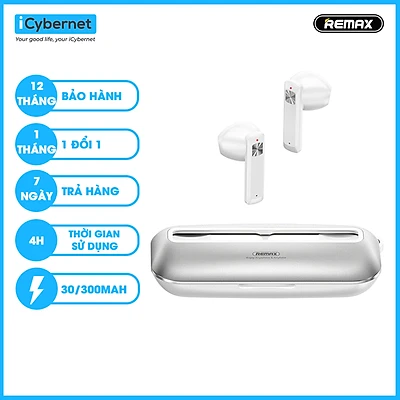 iCybernet
Your good life, your iCybernet
REMAX
12
THÁNG
BẢO HÀNH
1
THÁNG
1 ĐỔI 1
7
NGÀY
TRẢ HÀNG
4H
THỜI GIAN
SỬ DỤNG
30/300MAH
REMAX